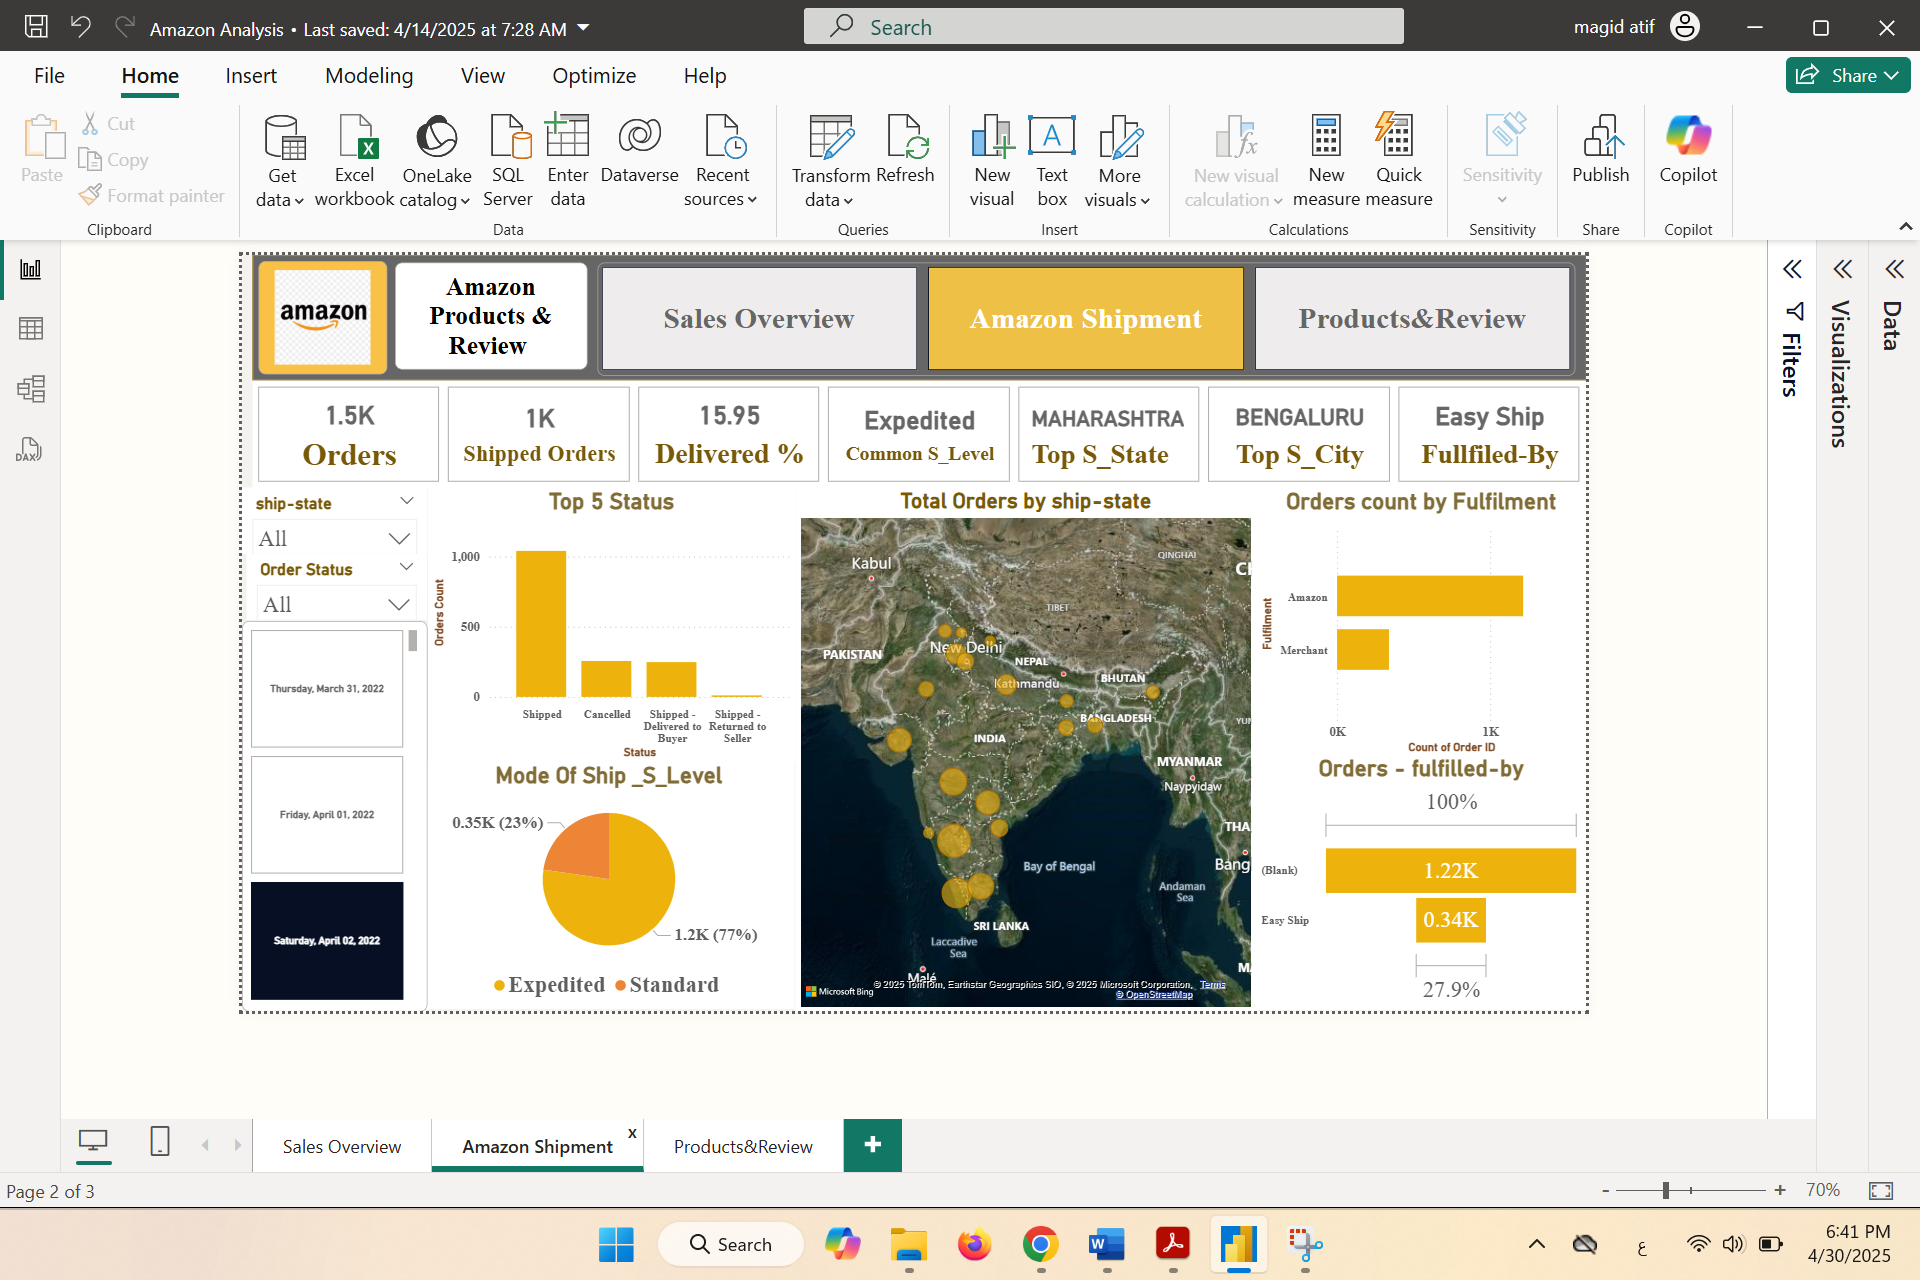 Amazon Analysis • Last saved: 4/14/2025 at 7:28 AM
Search
magid atif
File
Home
Insert
Modeling
View
Optimize
Help
Share
Paste
Cut
Copy
Format painter
Clipboard
Get data
Excel workbook
OneLake catalog
SQL Server
Enter data
Dataverse
Recent sources
Data
Transform data
Refresh
Queries
New visual
Text box
More visuals
Insert
New visual calculation
New measure
Quick measure
Calculations
Sensitivity
Sensitivity
Publish
Share
Copilot
Copilot
amazon
Amazon
Products &
Review
Sales Overview
Amazon Shipment
Products&Review
1.5K
Orders
1K
Shipped Orders
15.95
Delivered %
Expedited
Common S_Level
MAHARASHTRA
Top S_State
BENGALURU
Top S_City
Easy Ship
Fullfiled-By
ship-state
All
Order Status
All
Thursday, March 31, 2022
Friday, April 01, 2022
Saturday, April 02, 2022
Top 5 Status
Orders Count
1,000
500
0
Shipped
Cancelled
Shipped - Delivered to Buyer
Shipped - Returned to Seller
Status
Mode Of Ship _S_Level
0.35K (23%)
1.2K (77%)
Expedited
Standard
Total Orders by ship-state
Kabul
QINGHAI
CH
TIBET
PAKISTAN
New Delhi
NEPAL
Kathmandu
BHUTAN
BANGLADESH
YUN
INDIA
MYANMAR
Naypyidaw
THA
Bang
Bay of Bengal
Andaman
Sea
SRI LANKA
Laccadive
Sea
Malé
MA
Microsoft Bing
© 2025 TomTom, Earthstar Geographics SIO, © 2025 Microsoft Corporation, Terms
© OpenStreetMap
Orders count by Fulfilment
Fulfilment
Amazon
Merchant
0K
1K
Count of Order ID
Orders - fulfilled-by
100%
(Blank)
1.22K
Easy Ship
0.34K
27.9%
Filters
Visualizations
Data
DAX
Sales Overview
Amazon Shipment
x
Products&Review
+
Page 2 of 3
- + 70%
Search
ع
6:41 PM
4/30/2025